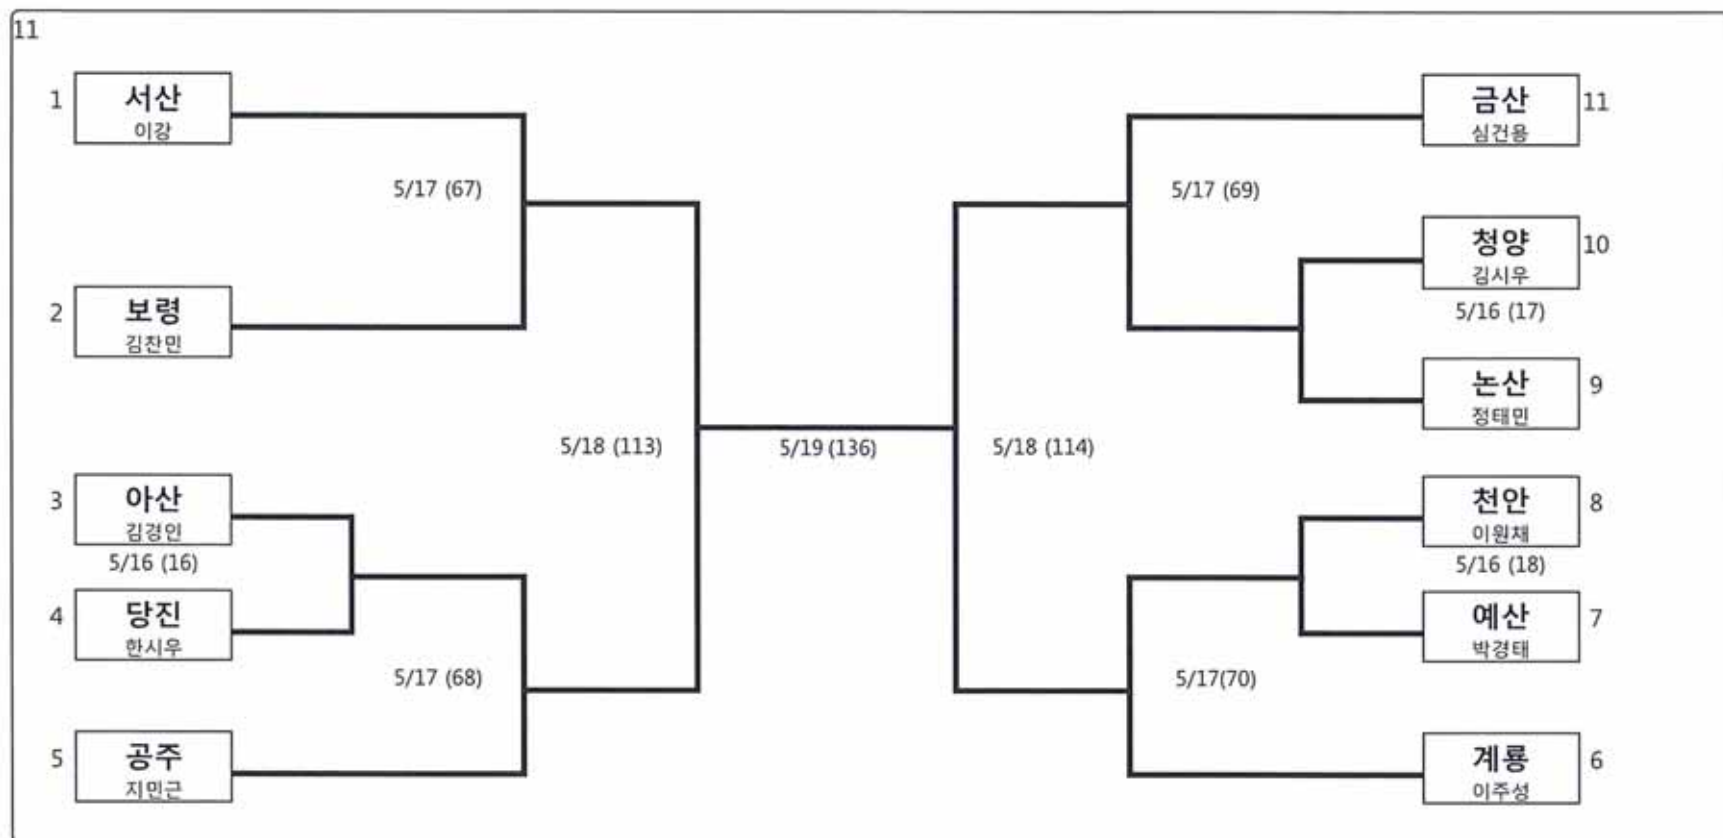 11
1
서산
이강
5/17 (67)
2
보령
김찬민
5/18 (113)
3
아산
김경인
5/16 (16)
4
당진
한시우
5/17 (68)
5
공주
지민근
5/19 (136)
금산
심건용
11
5/17 (69)
청양
김시우
10
5/16 (17)
논산
정태민
9
5/18 (114)
천안
이원채
8
5/16 (18)
예산
박경태
7
5/17(70)
계룡
이주성
6